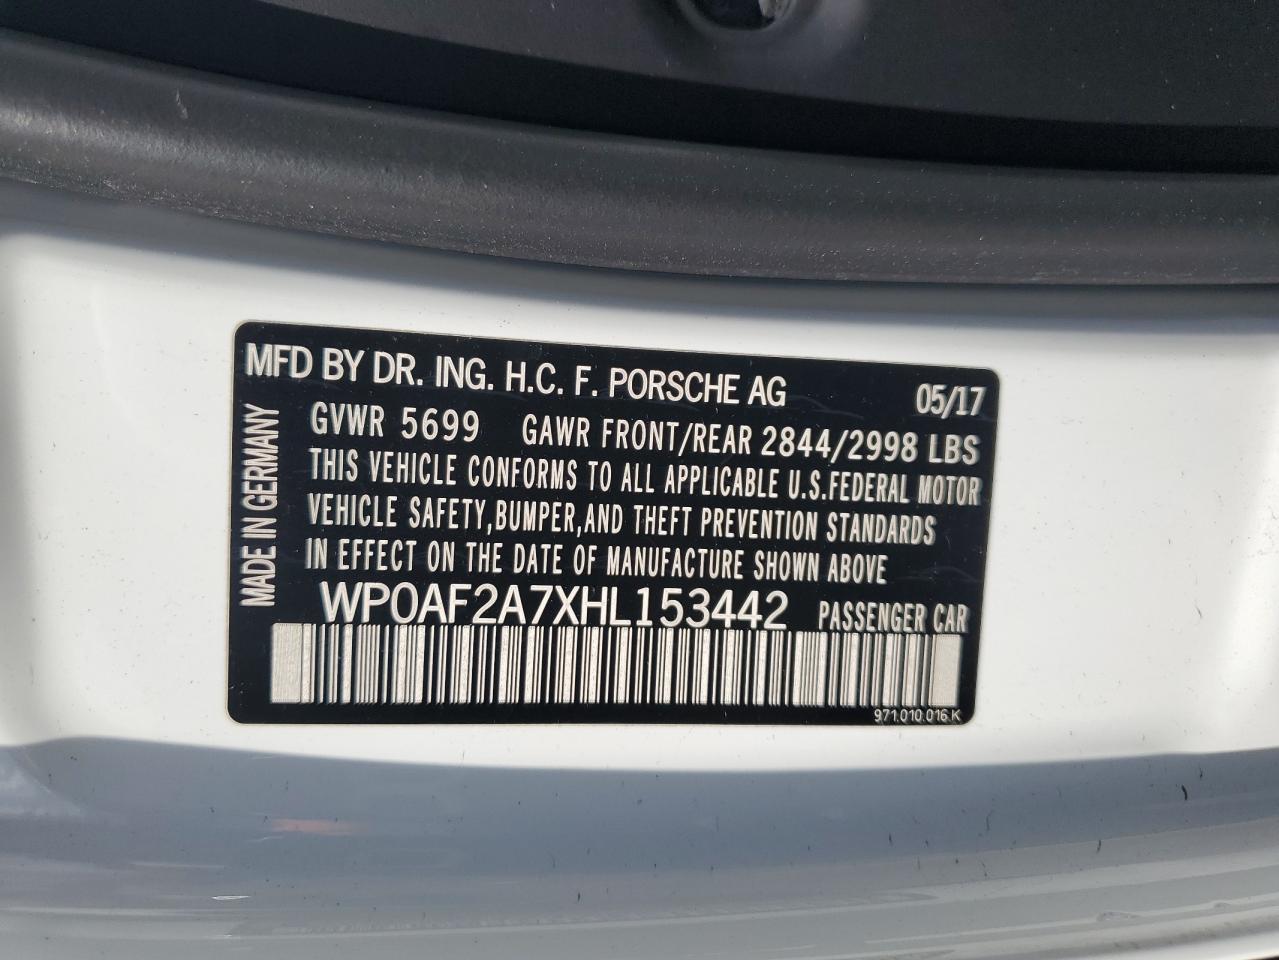 MFD BY DR. ING. H.C. F. PORSCHE AG 05/17
GVWR 5699 GAWR FRONT/REAR 2844/2998 LBS
THIS VEHICLE CONFORMS TO ALL APPLICABLE U.S.FEDERAL MOTOR
VEHICLE SAFETY,BUMPER,AND THEFT PREVENTION STANDARDS
IN EFFECT ON THE DATE OF MANUFACTURE SHOWN ABOVE
MADE IN GERMANY
WP0AF2A7XHL153442 PASSENGER CAR
971.010.016.K